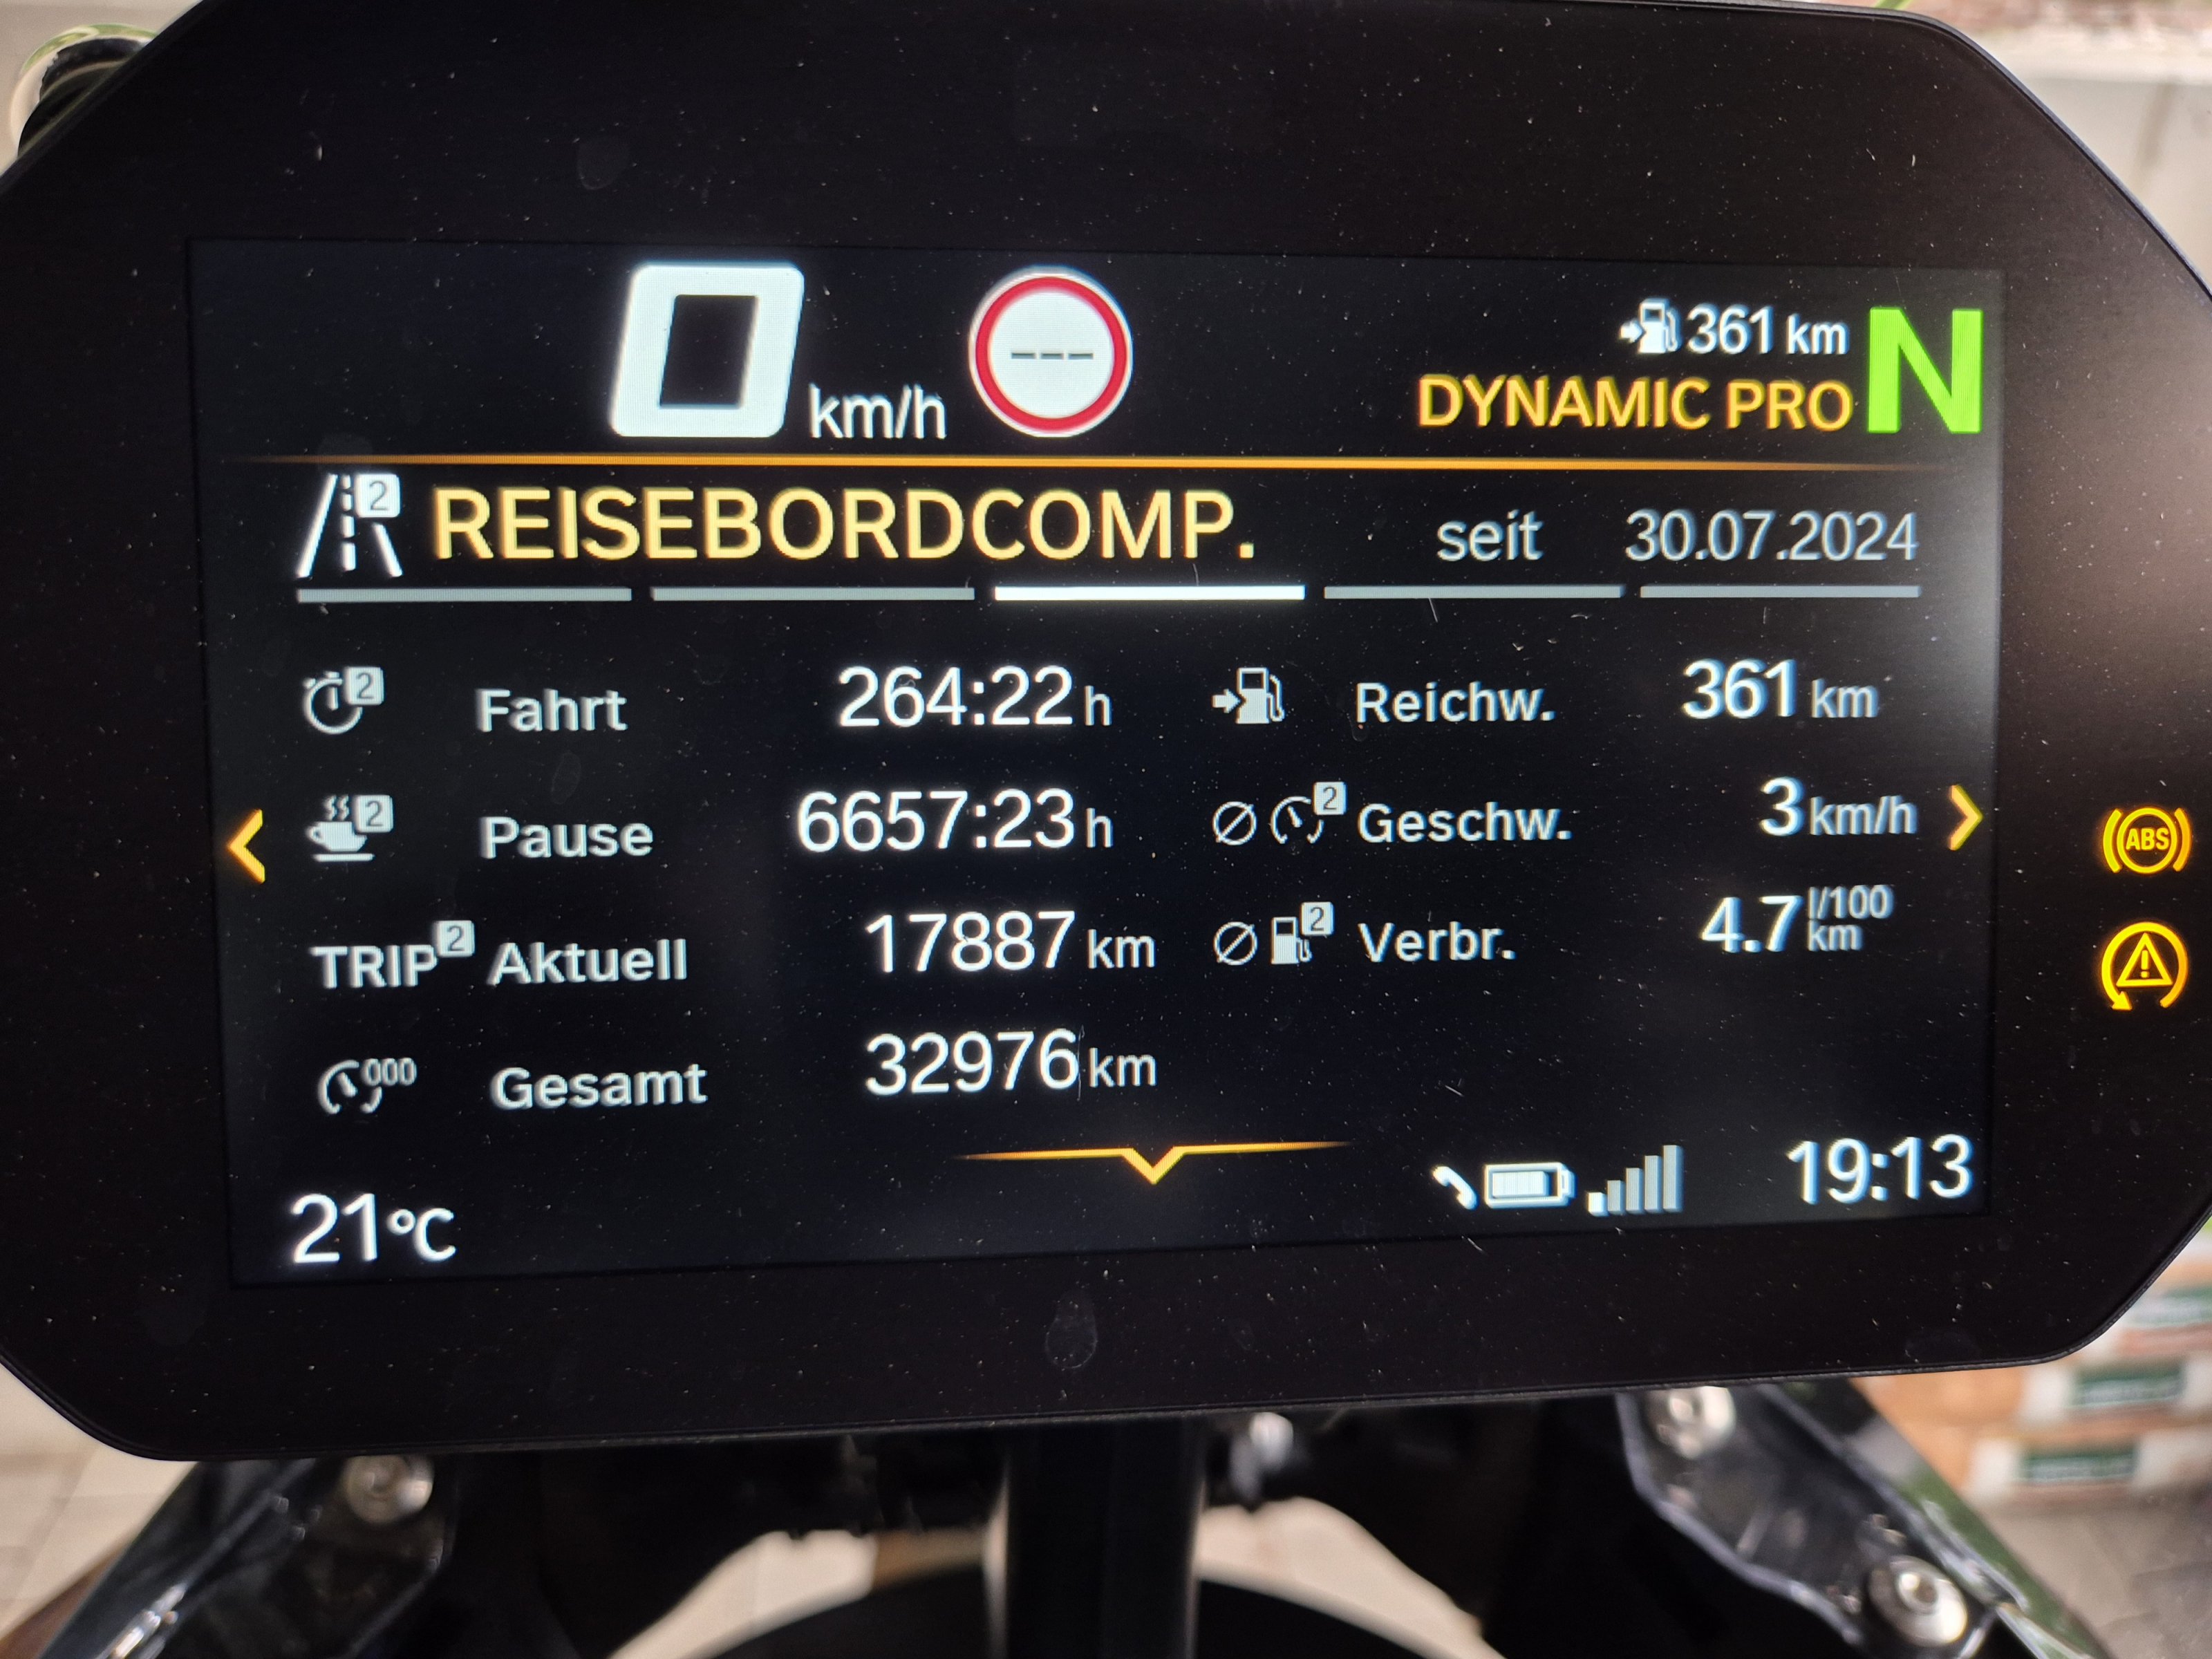 0 km/h --- 361 km N
DYNAMIC PRO
2 REISEBORDCOMP. seit 30.07.2024
2 Fahrt 264:22 h Reichw. 361 km
2 Pause 6657:23 h Ø 2 Geschw. 3 km/h
TRIP 2 Aktuell 17887 km Ø 2 Verbr. 4.7 l/100 km
000 Gesamt 32976 km
21°C 19:13
ABS